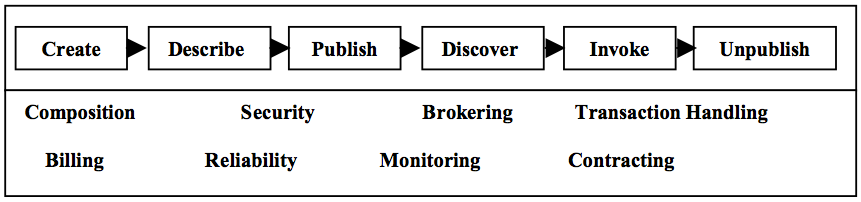 Create Describe Publish Discover Invoke Unpublish
Composition Security Brokering Transaction Handling
Billing Reliability Monitoring Contracting